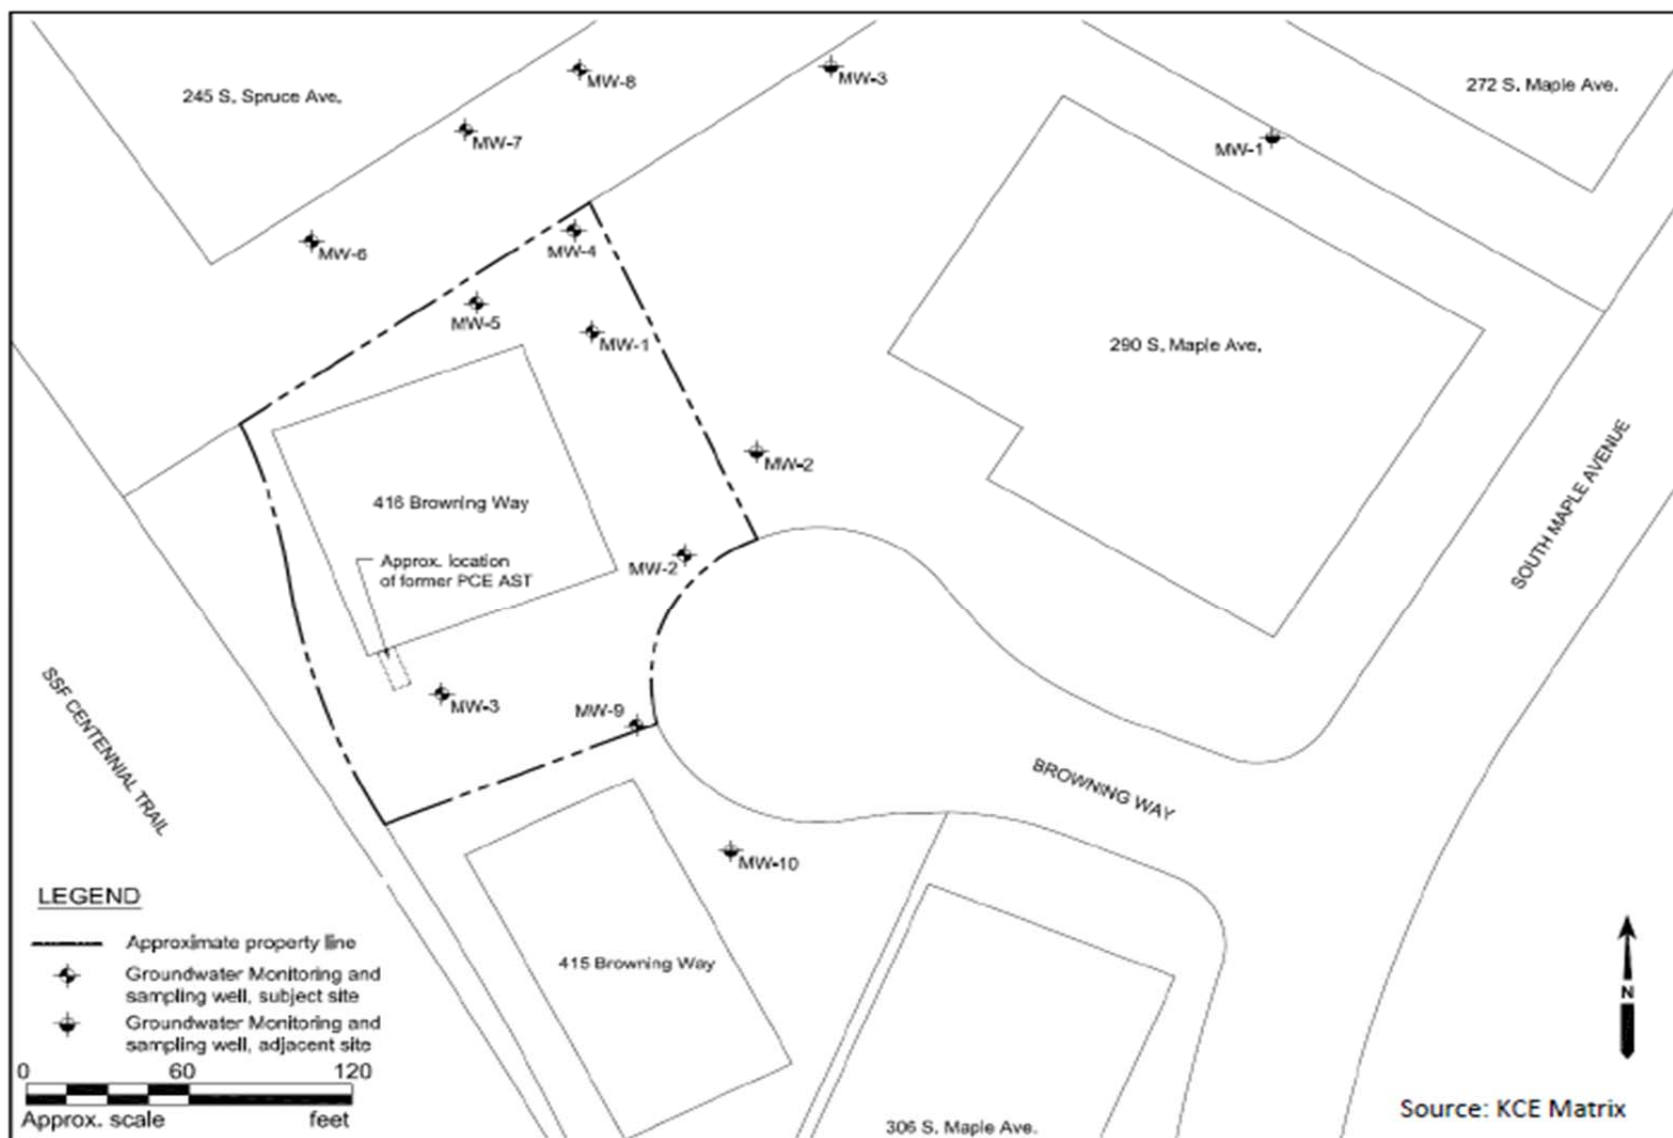 MW-8
MW-3
245 S. Spruce Ave.
272 S. Maple Ave.
MW-7
MW-1
MW-6
MW-4
MW-5
MW-1
290 S. Maple Ave.
MW-2
416 Browning Way
SOUTH MAPLE AVENUE
Approx. location
of former PCE AST
MW-2
MW-3
MW-9
SSF CENTENNIAL TRAIL
BROWNING WAY
MW-10
415 Browning Way
306 S. Maple Ave.
LEGEND
Approximate property line
Groundwater Monitoring and
sampling well, subject site
Groundwater Monitoring and
sampling well, adjacent site
0 60 120
Approx. scale feet
N
Source: KCE Matrix